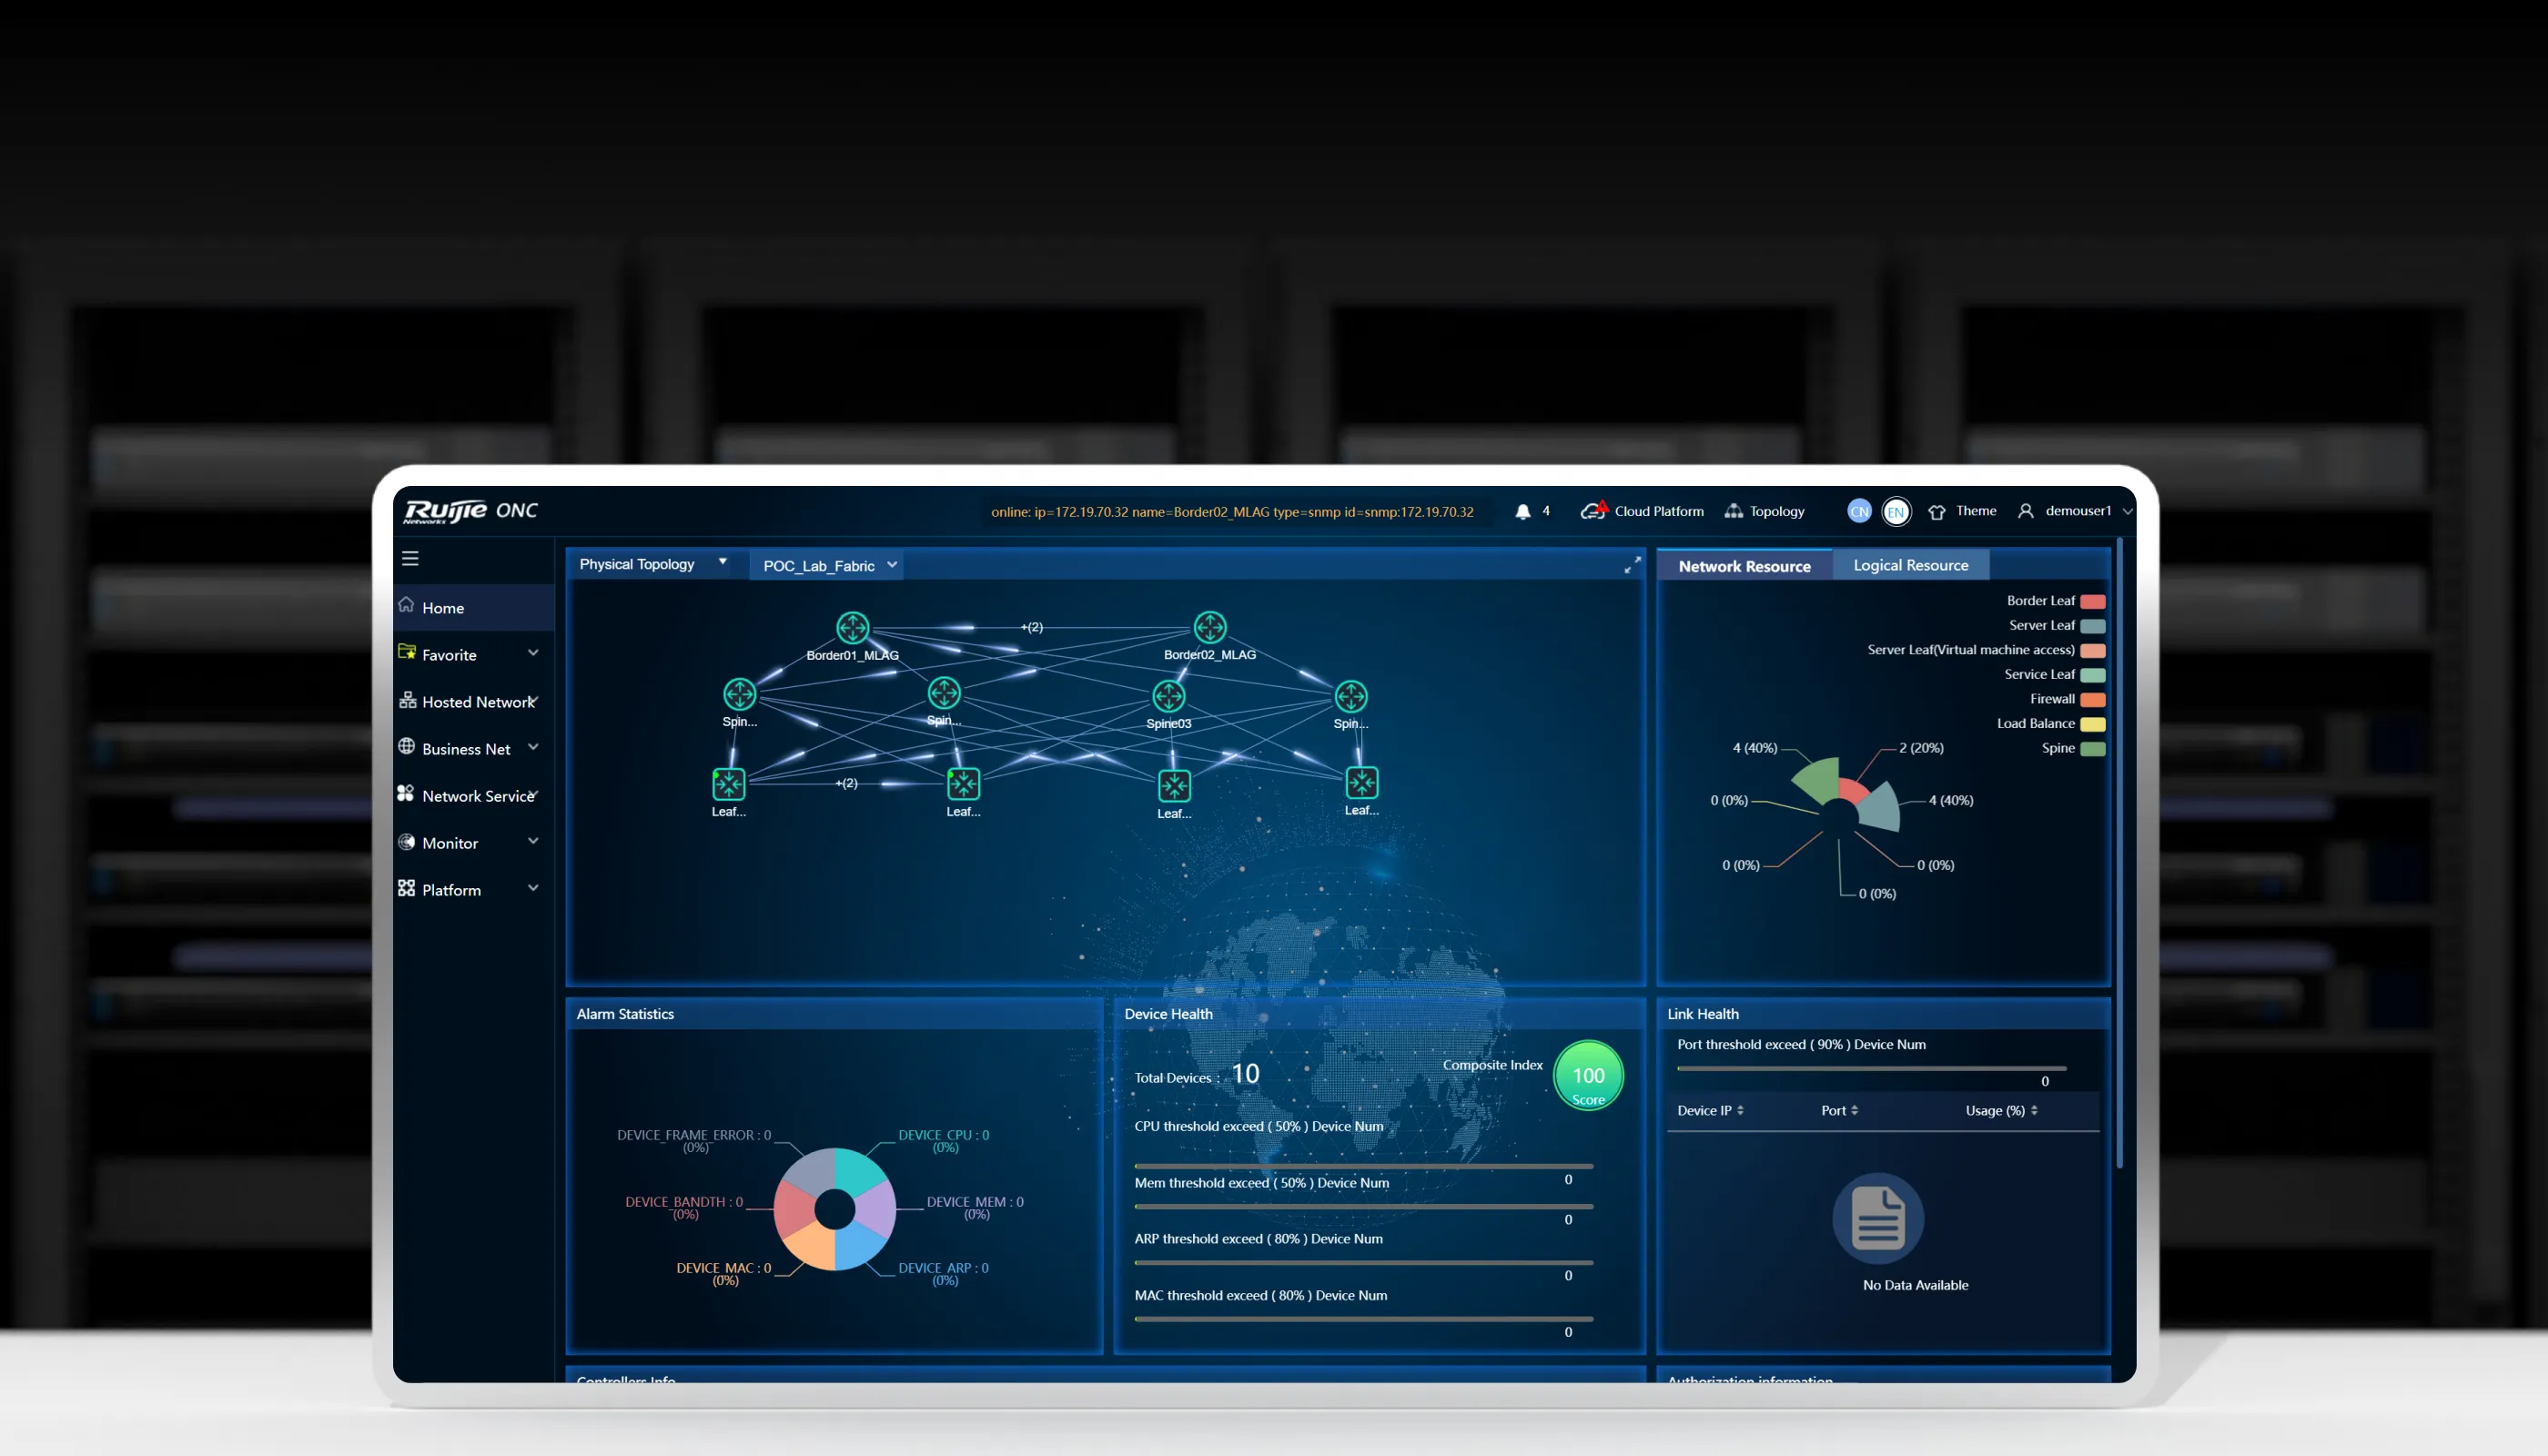 Ruijie ONC
Networks
online: ip=172.19.70.32 name=Border02_MLAG type=snmp id=snmp:172.19.70.32
4
Cloud Platform
Topology
CN
EN
Theme
demouser1
Home
Favorite
Hosted Network
Business Net
Network Service
Monitor
Platform
Physical Topology
POC_Lab_Fabric
+(2)
Border01_MLAG
Border02_MLAG
Spin...
Spin...
Spine03
Spin...
+(2)
Leaf...
Leaf...
Leaf...
Leaf...
Network Resource
Logical Resource
Border Leaf
Server Leaf
Server Leaf(Virtual machine access)
Service Leaf
Firewall
Load Balance
Spine
4 (40%)
2 (20%)
0 (0%)
4 (40%)
0 (0%)
0 (0%)
0 (0%)
Alarm Statistics
DEVICE_FRAME_ERROR : 0
(0%)
DEVICE_CPU : 0
(0%)
DEVICE_BANDTH : 0
(0%)
DEVICE_MEM : 0
(0%)
DEVICE_MAC : 0
(0%)
DEVICE_ARP : 0
(0%)
Device Health
Total Devices : 10
Composite Index
100
Score
CPU threshold exceed ( 50% ) Device Num
0
Mem threshold exceed ( 50% ) Device Num
0
ARP threshold exceed ( 80% ) Device Num
0
MAC threshold exceed ( 80% ) Device Num
0
Link Health
Port threshold exceed ( 90% ) Device Num
0
Device IP
Port
Usage (%)
No Data Available
Controllers Info
Authorization information